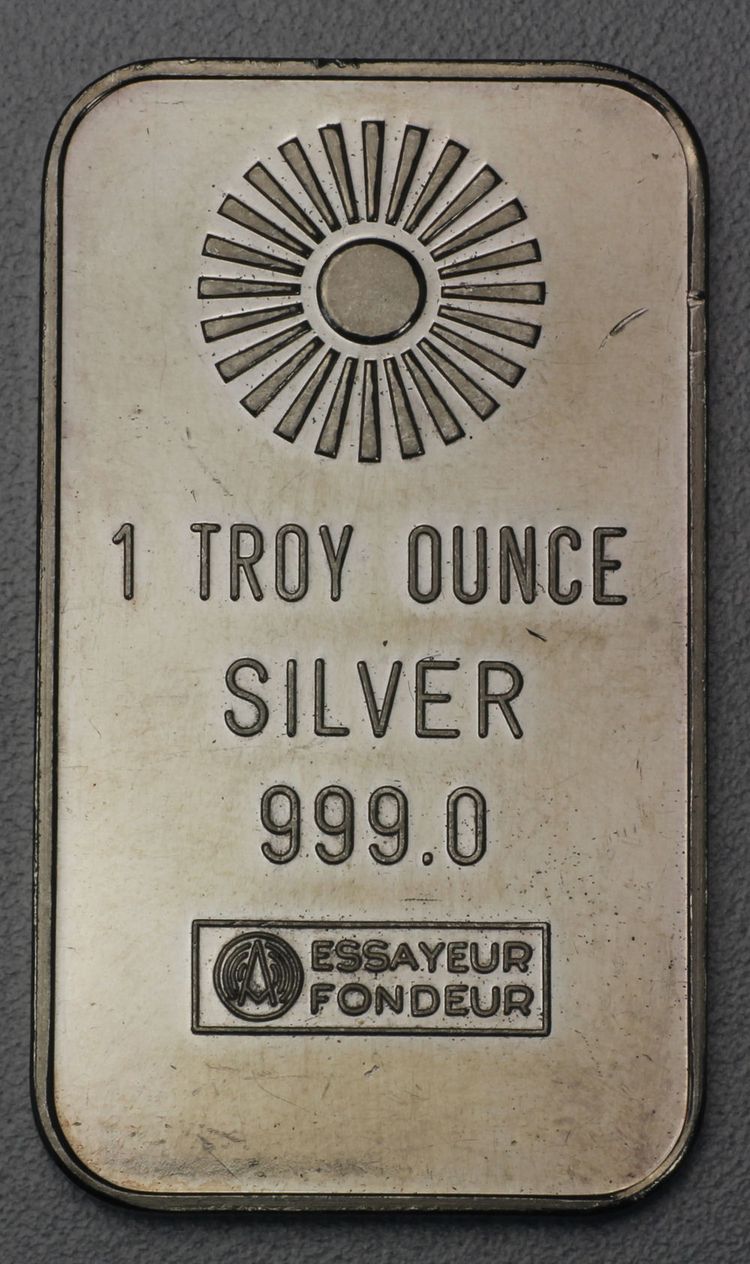 1 TROY OUNCE
SILVER
999.0
ESSAYEUR
FONDEUR